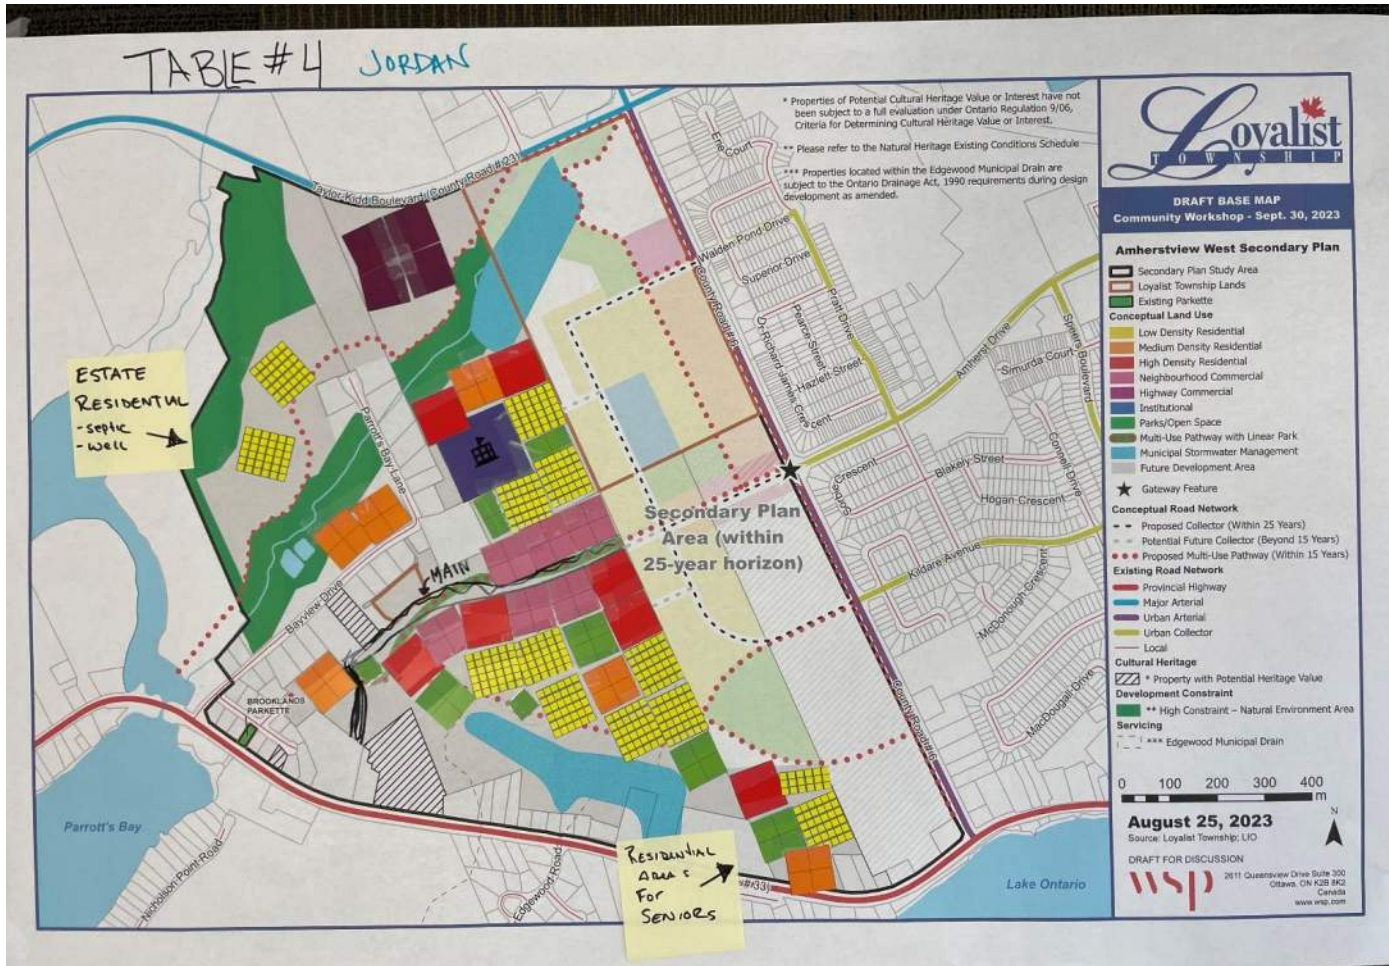 TABLE #4 JORDAN
* Properties of Potential Cultural Heritage Value or Interest have not
been subject to a full evaluation under Ontario Regulation 9/06,
Criteria for Determining Cultural Heritage Value or Interest.
** Please refer to the Natural Heritage Existing Conditions Schedule
*** Properties located within the Edgewood Municipal Drain are
subject to the Ontario Drainage Act, 1990 requirements during design
development as amended.
Taylor-Kidd Boulevard (County Road #23)
Erie Court
Walden Pond Drive
Superior Drive
Pratt Drive
Pearce Street
Hazlett Street
Dr Richard James Crescent
County Road #6
Amherst Drive
Simurda Court
Speers Boulevard
ESTATE
RESIDENTIAL
- septic
- well
Parrott's Bay Lane
Sorbie Crescent
Blakely Street
Hogan Crescent
Connell Drive
Secondary Plan
Area (within
25-year horizon)
MAIN
Kildare Avenue
McDonough Crescent
Bayview Drive
MacDougall Drive
BROOKLANDS
PARKETTE
County Road #6
Parrott's Bay
Nicholson Point Road
Edgewood Road
RESIDENTIAL
AREAS
FOR
SENIORS
#33)
Lake Ontario
Loyalist
TOWNSHIP
DRAFT BASE MAP
Community Workshop - Sept. 30, 2023
Amherstview West Secondary Plan
Secondary Plan Study Area
Loyalist Township Lands
Existing Parkette
Conceptual Land Use
Low Density Residential
Medium Density Residential
High Density Residential
Neighbourhood Commercial
Highway Commercial
Institutional
Parks/Open Space
Multi-Use Pathway with Linear Park
Municipal Stormwater Management
Future Development Area
Gateway Feature
Conceptual Road Network
Proposed Collector (Within 25 Years)
Potential Future Collector (Beyond 15 Years)
Proposed Multi-Use Pathway (Within 15 Years)
Existing Road Network
Provincial Highway
Major Arterial
Urban Arterial
Urban Collector
Local
Cultural Heritage
* Property with Potential Heritage Value
Development Constraint
** High Constraint – Natural Environment Area
Servicing
*** Edgewood Municipal Drain
0 100 200 300 400
m
N
August 25, 2023
Source: Loyalist Township; LIO
DRAFT FOR DISCUSSION
wsp
2611 Queensview Drive Suite 300
Ottawa, ON K2B 8K2
Canada
www.wsp.com